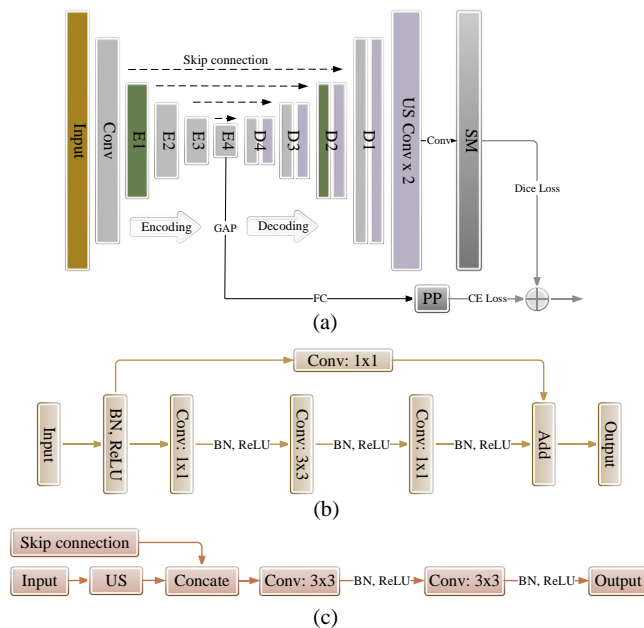 Skip connection
Input
Conv
E1
E2
E3
E4
D4
D3
D2
D1
US Conv x 2
Conv
SM
Dice Loss
Encoding
GAP
Decoding
FC
PP
CE Loss
(a)
Conv: 1x1
Input
BN, ReLU
Conv: 1x1
BN, ReLU
Conv: 3x3
BN, ReLU
Conv: 1x1
BN, ReLU
Add
Output
(b)
Skip connection
Input
US
Concate
Conv: 3x3
BN, ReLU
Conv: 3x3
BN, ReLU
Output
(c)